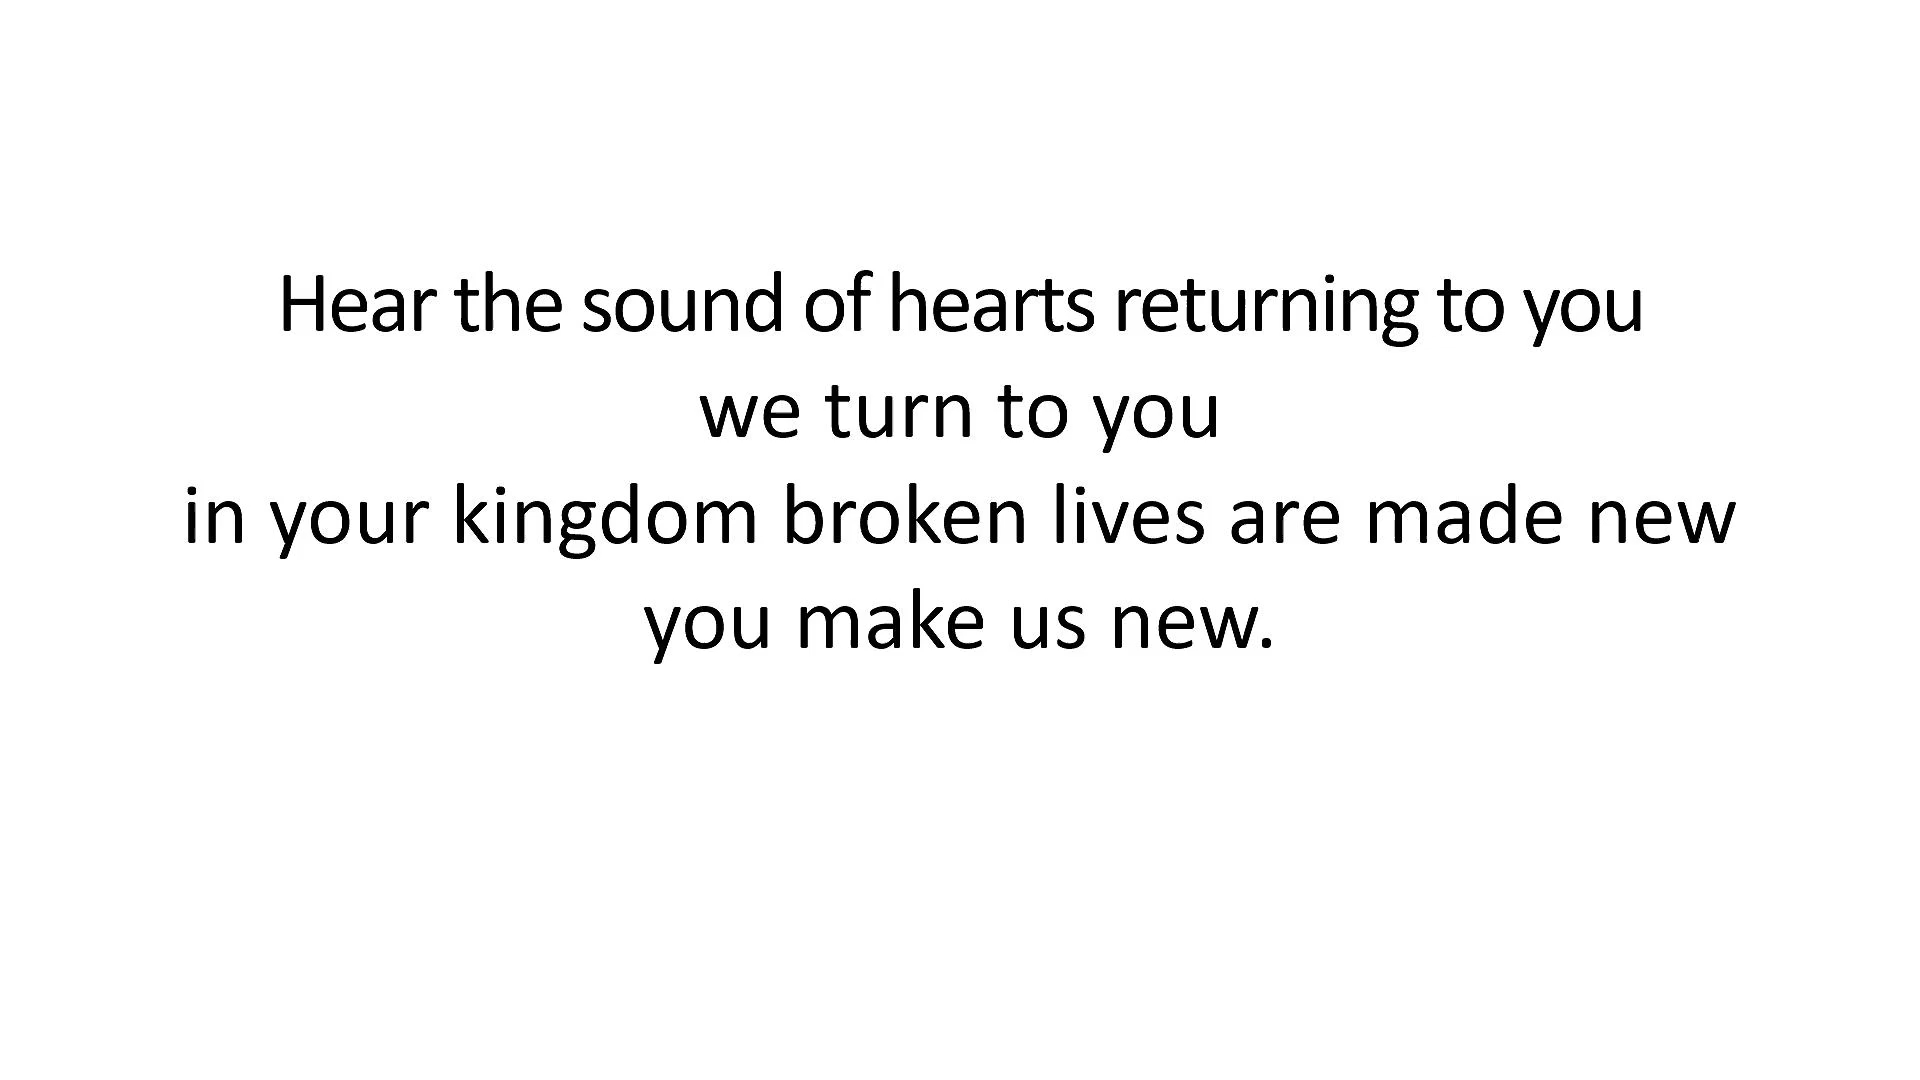 Hear the sound of hearts returning to you
we turn to you
in your kingdom broken lives are made new
you make us new.